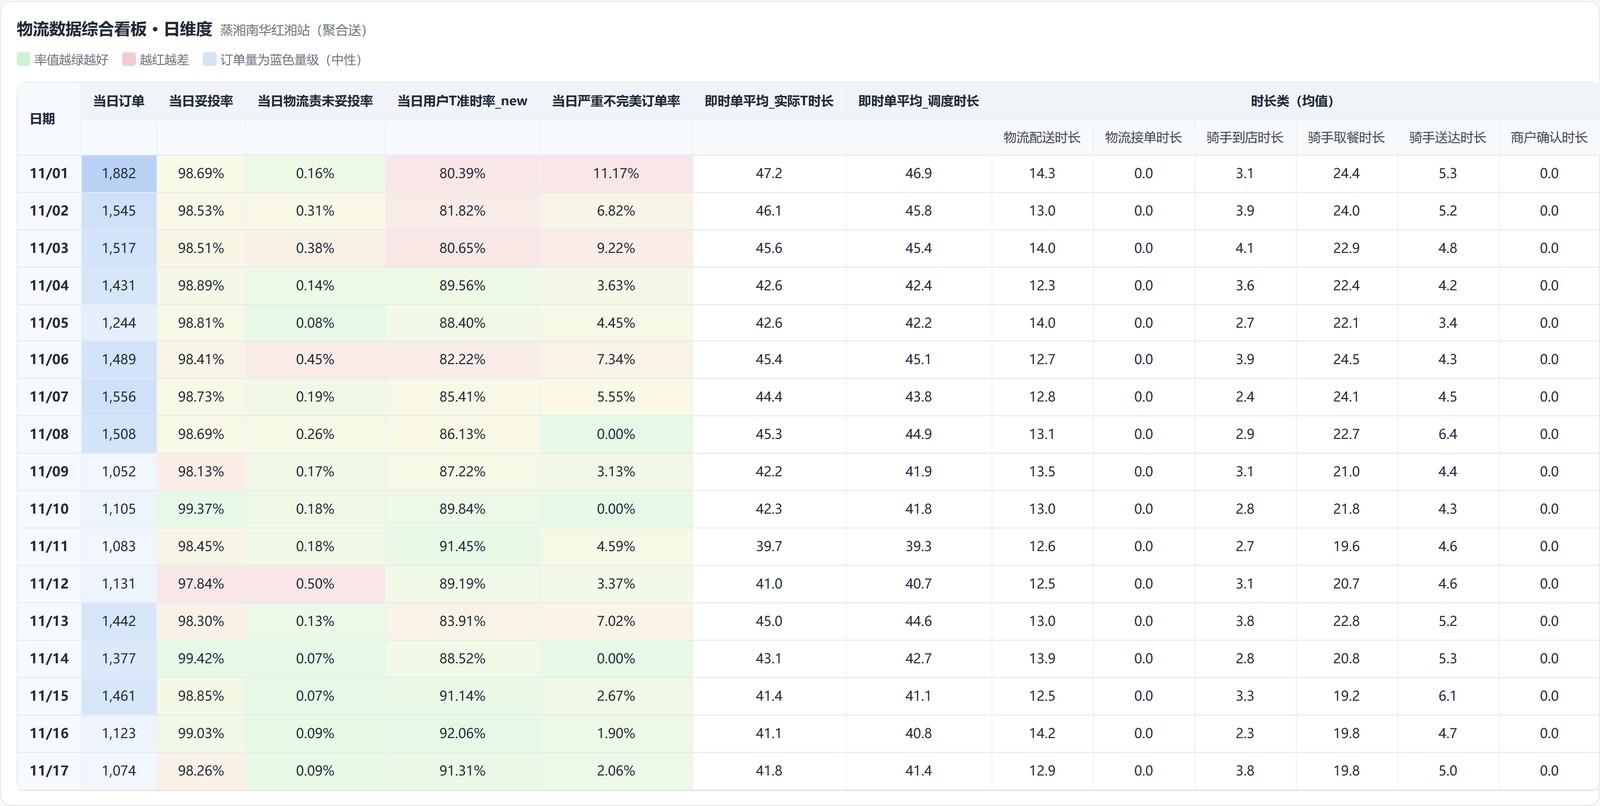 物流数据综合看板 • 日维度 蒸湘南华红湘站（聚合送）
率值越绿越好 越红越差 订单量为蓝色量级（中性）
日期 当日订单 当日妥投率 当日物流责未妥投率 当日用户T准时率_new 当日严重不完美订单率 即时单平均_实际T时长 即时单平均_调度时长 时长类（均值）
物流配送时长 物流接单时长 骑手到店时长 骑手取餐时长 骑手送达时长 商户确认时长
11/01 1,882 98.69% 0.16% 80.39% 11.17% 47.2 46.9 14.3 0.0 3.1 24.4 5.3 0.0
11/02 1,545 98.53% 0.31% 81.82% 6.82% 46.1 45.8 13.0 0.0 3.9 24.0 5.2 0.0
11/03 1,517 98.51% 0.38% 80.65% 9.22% 45.6 45.4 14.0 0.0 4.1 22.9 4.8 0.0
11/04 1,431 98.89% 0.14% 89.56% 3.63% 42.6 42.4 12.3 0.0 3.6 22.4 4.2 0.0
11/05 1,244 98.81% 0.08% 88.40% 4.45% 42.6 42.2 14.0 0.0 2.7 22.1 3.4 0.0
11/06 1,489 98.41% 0.45% 82.22% 7.34% 45.4 45.1 12.7 0.0 3.9 24.5 4.3 0.0
11/07 1,556 98.73% 0.19% 85.41% 5.55% 44.4 43.8 12.8 0.0 2.4 24.1 4.5 0.0
11/08 1,508 98.69% 0.26% 86.13% 0.00% 45.3 44.9 13.1 0.0 2.9 22.7 6.4 0.0
11/09 1,052 98.13% 0.17% 87.22% 3.13% 42.2 41.9 13.5 0.0 3.1 21.0 4.4 0.0
11/10 1,105 99.37% 0.18% 89.84% 0.00% 42.3 41.8 13.0 0.0 2.8 21.8 4.3 0.0
11/11 1,083 98.45% 0.18% 91.45% 4.59% 39.7 39.3 12.6 0.0 2.7 19.6 4.6 0.0
11/12 1,131 97.84% 0.50% 89.19% 3.37% 41.0 40.7 12.5 0.0 3.1 20.7 4.6 0.0
11/13 1,442 98.30% 0.13% 83.91% 7.02% 45.0 44.6 13.0 0.0 3.8 22.8 5.2 0.0
11/14 1,377 99.42% 0.07% 88.52% 0.00% 43.1 42.7 13.9 0.0 2.8 20.8 5.3 0.0
11/15 1,461 98.85% 0.07% 91.14% 2.67% 41.4 41.1 12.5 0.0 3.3 19.2 6.1 0.0
11/16 1,123 99.03% 0.09% 92.06% 1.90% 41.1 40.8 14.2 0.0 2.3 19.8 4.7 0.0
11/17 1,074 98.26% 0.09% 91.31% 2.06% 41.8 41.4 12.9 0.0 3.8 19.8 5.0 0.0